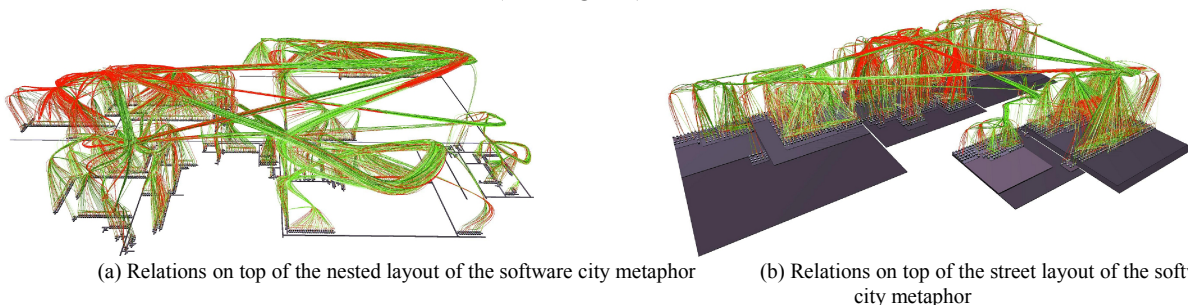 (a) Relations on top of the nested layout of the software city metaphor
(b) Relations on top of the street layout of the soft
city metaphor